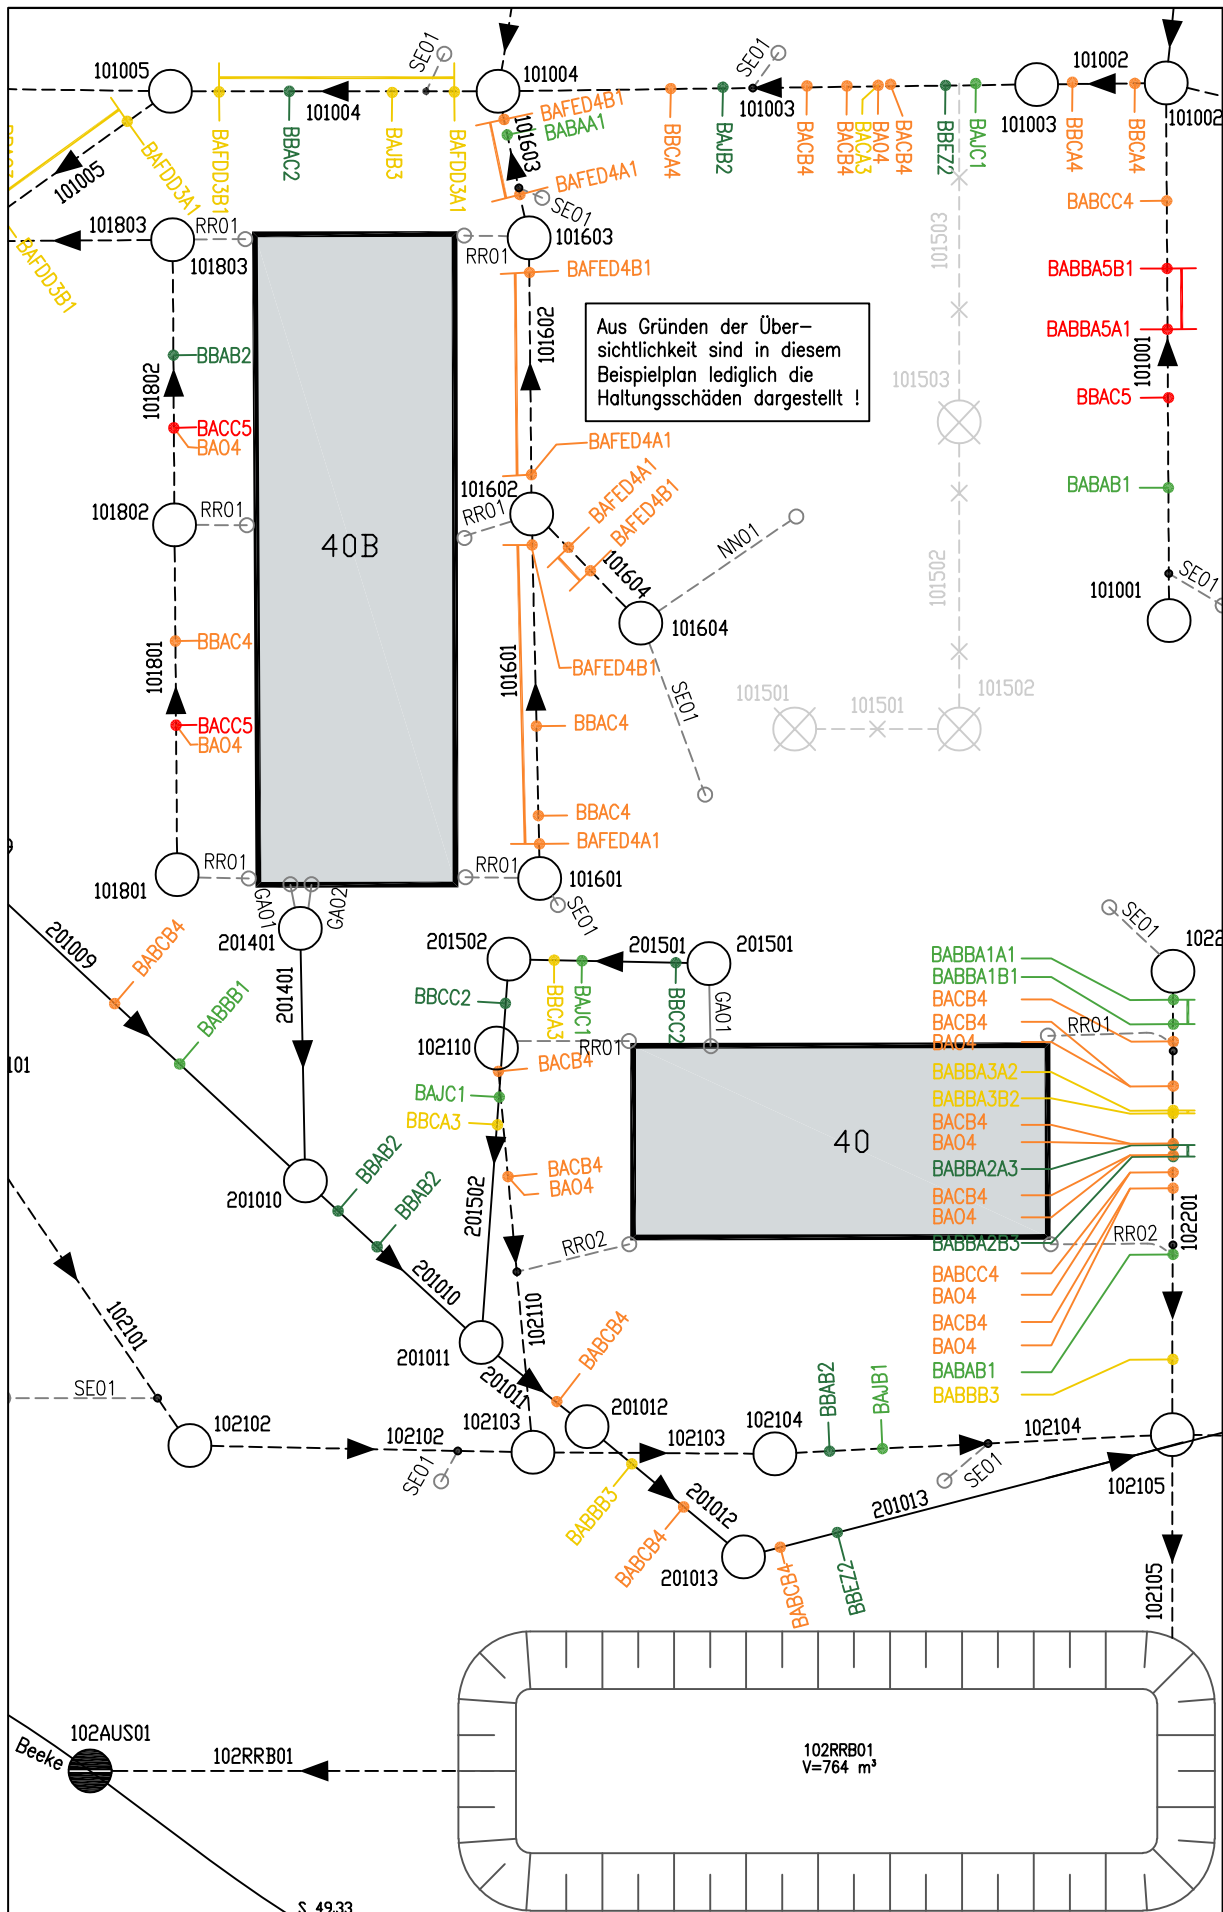 SE01
101005
101004
SE01
101002
101004
101603
BAFED4B1
BABAA1
101003
101003
101002
BAFDD3A1
BAFDD3B1
BBAC2
BAJB3
BAFDD3A1
BBCA4
BAJB2
BACB4
BACB4
BACA3
BAO4
BACB4
BBEZ2
BAJC1
BBCA4
BBCA4
101005
BAFED4A1
SE01
BABCC4
101803
RR01
101803
RR01
101603
101503
BAFDD3B1
BAFED4B1
BABBA5B1
Aus Gründen der Über-
sichtlichkeit sind in diesem
Beispielplan lediglich die
Haltungsschäden dargestellt !
101602
BABBA5A1
101001
BBAB2
101802
101503
BBAC5
BACC5
BAO4
BAFED4A1
BABAB1
101602
BAFED4A1
BAFED4B1
101802
RR01
RR01
40B
NN01
101502
101604
SE01
101001
101604
BBAC4
101801
101601
BAFED4B1
SE01
101501
101501
101502
BACC5
BAO4
BBAC4
BBAC4
BAFED4A1
101801
RR01
RR01
101601
GA01
GA02
SE01
SE01
201009
BABCB4
201401
201502
201501
201501
1022
BABBA1A1
BABBA1B1
201401
BABBB1
BBCC2
BBCA3
BAJC1
BBCC2
GA01
BACB4
BACB4
BAO4
RR01
102110
RR01
101
BACB4
BABBA3A2
BAJC1
BABBA3B2
BBCA3
BACB4
BAO4
40
BABBA2A3
BACB4
BAO4
BACB4
BAO4
201010
BBAB2
BBAB2
201502
RR02
BABBA2B3
RR02
102201
201010
BABCC4
BAO4
102101
102110
BACB4
BAO4
201011
BABCB4
BABAB1
BABBB3
SE01
201011
102102
102103
201012
102104
BBAB2
BAJB1
102102
102103
102104
SE01
SE01
102105
BABBB3
201012
201013
BABCB4
201013
BABCB4
BBEZ2
102105
102AUS01
Beeke
102RRB01
102RRB01
V=764 m³
S 49.33